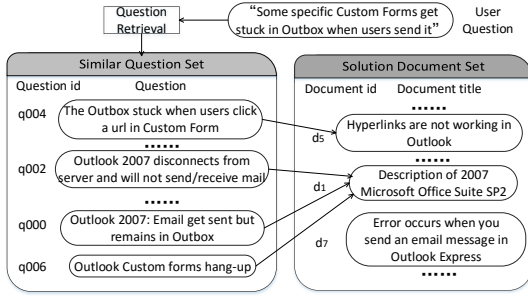 Question
Retrieval
“Some specific Custom Forms get
stuck in Outbox when users send it”
User
Question
Similar Question Set
Question id
Question
......
q004
The Outbox stuck when users click
a url in Custom Form
......
q002
Outlook 2007 disconnects from
server and will not send/receive mail
......
q000
Outlook 2007: Email get sent but
remains in Outbox
q006
Outlook Custom forms hang-up
Solution Document Set
Document id
Document title
......
d5
Hyperlinks are not working in
Outlook
......
d1
Description of 2007
Microsoft Office Suite SP2
d7
Error occurs when you
send an email message in
Outlook Express
......